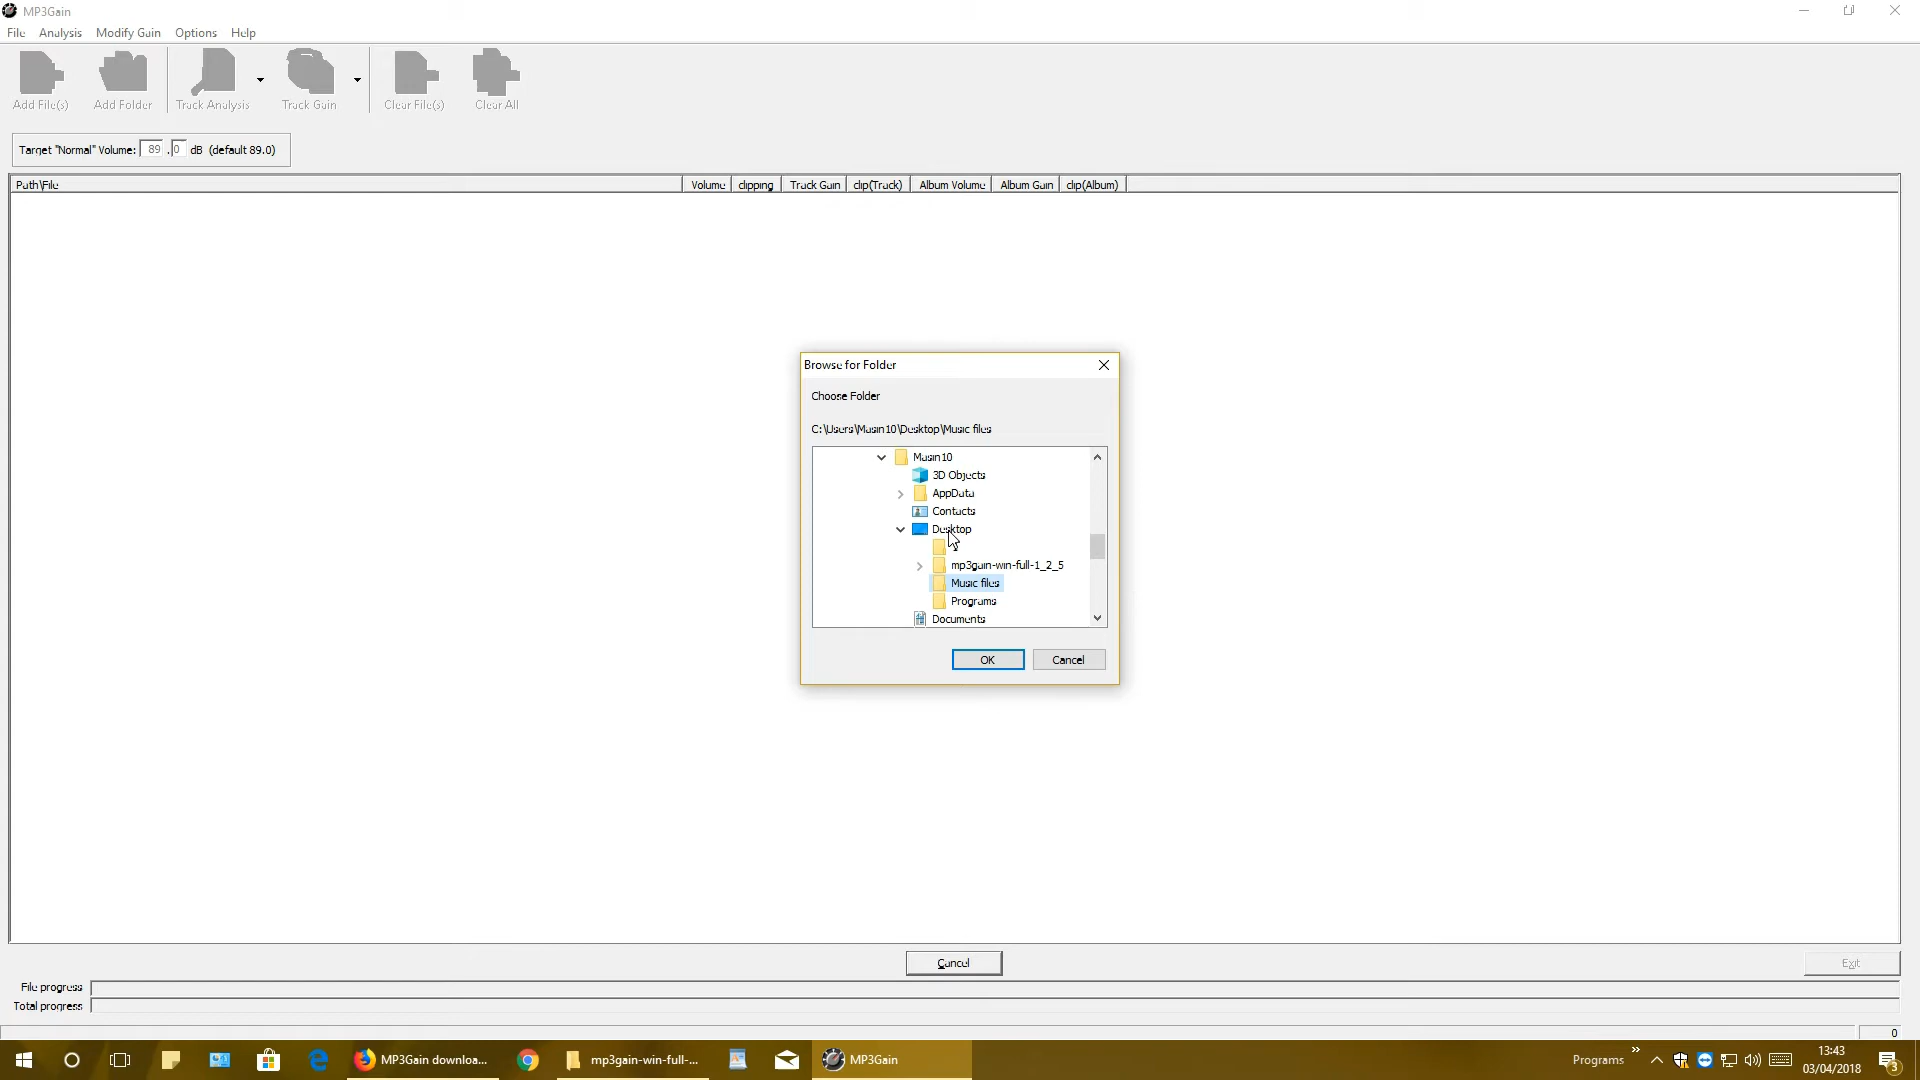 MP3Gain
File Analysis Modify Gain Options Help
Add File(s) Add Folder Track Analysis Track Gain Clear File(s) Clear All
Target "Normal" Volume: 89 . 0 dB (default 89.0)
Path\File Volume clipping Track Gain clip(Track) Album Volume Album Gain clip(Album)
Browse for Folder
Choose Folder
C:\Users\Masin10\Desktop\Music files
Masin10
3D Objects
AppData
Contacts
Desktop
mp3gain-win-full-1_2_5
Music files
Programs
Documents
OK Cancel
Cancel Exit
File progress
Total progress
0
MP3Gain downloa... mp3gain-win-full-... MP3Gain Programs » 13:43
03/04/2018 3